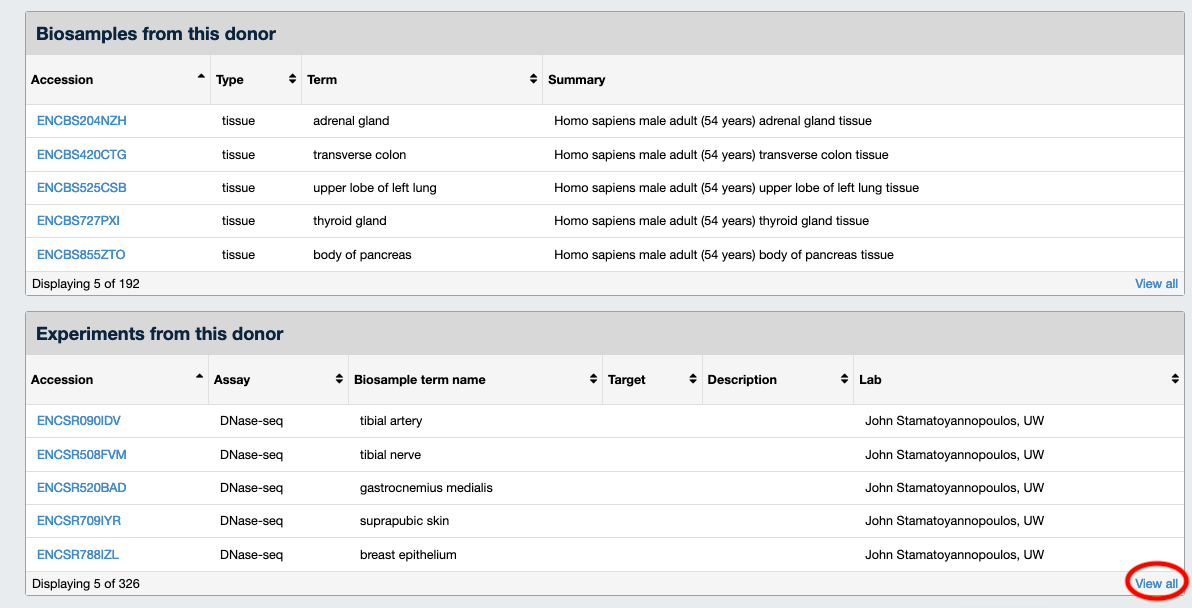 Biosamples from this donor
Accession Type Term Summary
ENCBS204NZH tissue adrenal gland Homo sapiens male adult (54 years) adrenal gland tissue
ENCBS420CTG tissue transverse colon Homo sapiens male adult (54 years) transverse colon tissue
ENCBS525CSB tissue upper lobe of left lung Homo sapiens male adult (54 years) upper lobe of left lung tissue
ENCBS727PXI tissue thyroid gland Homo sapiens male adult (54 years) thyroid gland tissue
ENCBS855ZTO tissue body of pancreas Homo sapiens male adult (54 years) body of pancreas tissue
Displaying 5 of 192 View all
Experiments from this donor
Accession Assay Biosample term name Target Description Lab
ENCSR090IDV DNase-seq tibial artery John Stamatoyannopoulos, UW
ENCSR508FVM DNase-seq tibial nerve John Stamatoyannopoulos, UW
ENCSR520BAD DNase-seq gastrocnemius medialis John Stamatoyannopoulos, UW
ENCSR709IYR DNase-seq suprapubic skin John Stamatoyannopoulos, UW
ENCSR788IZL DNase-seq breast epithelium John Stamatoyannopoulos, UW
Displaying 5 of 326 View all